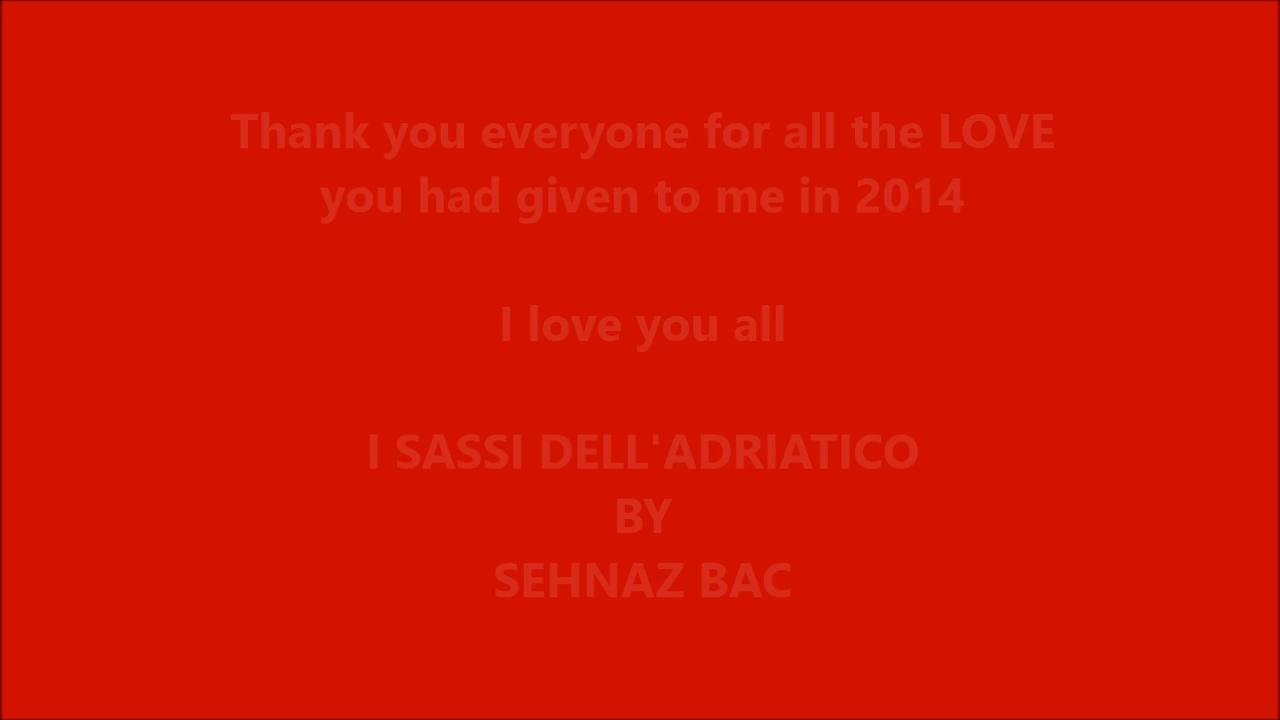 Thank you everyone for all the LOVE
you had given to me in 2014
I love you all
I SASSI DELL'ADRIATICO
BY
SEHNAZ BAC